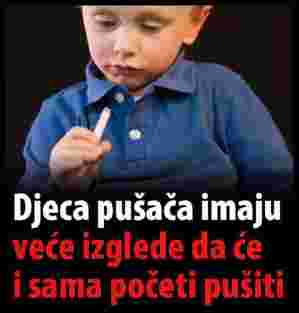 Djeca pušača imaju
veće izglede da će
i sama početi pušiti